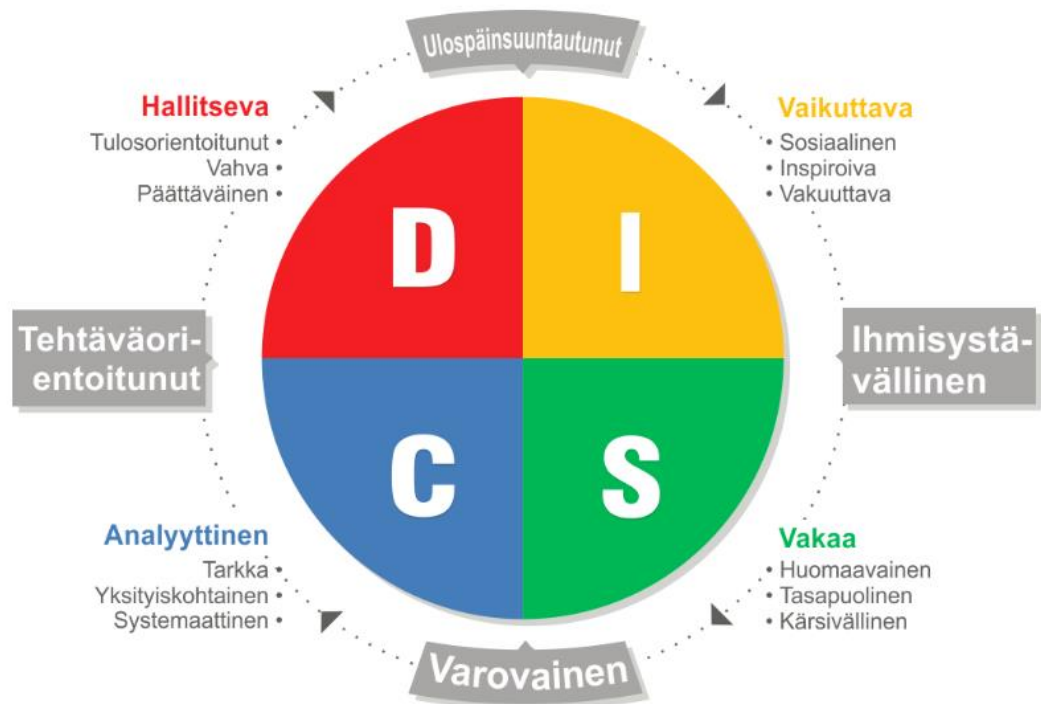 Ulospäinsuuntautunut
Hallitseva
Tulosorientoitunut •
Vahva •
Päättäväinen •
Vaikuttava
• Sosiaalinen
• Inspiroiva
• Vakuuttava
D
I
Tehtäväori-
entoitunut
Ihmisystä-
vällinen
C
S
Analyyttinen
Tarkka •
Yksityiskohtainen •
Systemaattinen •
Vakaa
• Huomaavainen
• Tasapuolinen
• Kärsivällinen
Varovainen